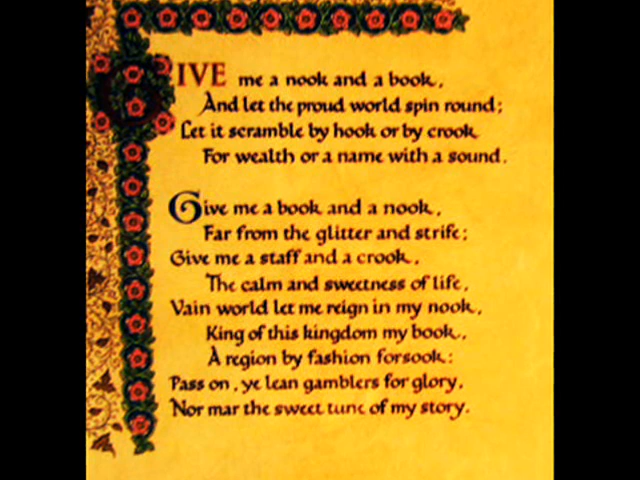 GIVE me a nook and a book,
And let the proud world spin round;
Let it scramble by hook or by crook
For wealth or a name with a sound.
Give me a book and a nook,
Far from the glitter and strife;
Give me a staff and a crook,
The calm and sweetness of life,
Vain world let me reign in my nook,
King of this kingdom my book,
A region by fashion forsook:
Pass on, ye lean gamblers for glory,
Nor mar the sweet tune of my story.